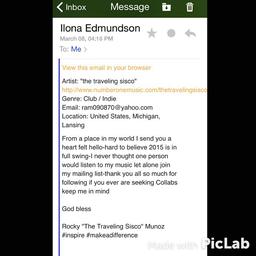 Inbox
Message
Ilona Edmundson
March 08, 04:15 PM
To: Me >
View this email in your browser
Artist: "the traveling sisco"
http://www.numberonemusic.com/thetravelingsisco
Genre: Club / Indie
Email: ram090870@yahoo.com
Location: United States, Michigan,
Lansing
From a place in my world I send you a
heart felt hello-hard to believe 2015 is in
full swing-I never thought one person
would listen to my music let alone join
my mailing list-thank you all so much for
following if you ever are seeking Collabs
keep me in mind
God bless
Rocky "The Traveling Sisco" Munoz
#inspire #makeadifference
Made with PicLab